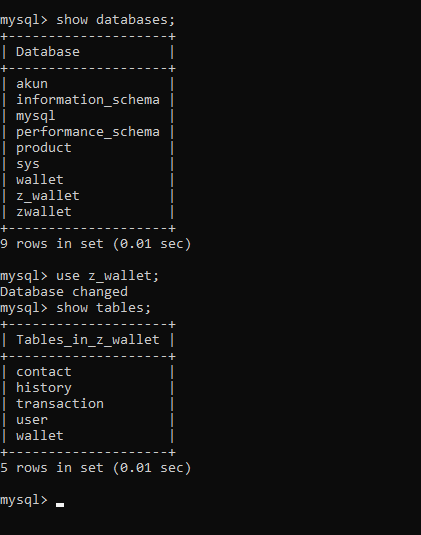 mysql> show databases;
+--------------------+
| Database           |
+--------------------+
| akun               |
| information_schema |
| mysql              |
| performance_schema |
| product            |
| sys                |
| wallet             |
| z_wallet           |
| zwallet            |
+--------------------+
9 rows in set (0.01 sec)

mysql> use z_wallet;
Database changed
mysql> show tables;
+--------------------+
| Tables_in_z_wallet |
+--------------------+
| contact            |
| history            |
| transaction        |
| user               |
| wallet             |
+--------------------+
5 rows in set (0.01 sec)

mysql> _